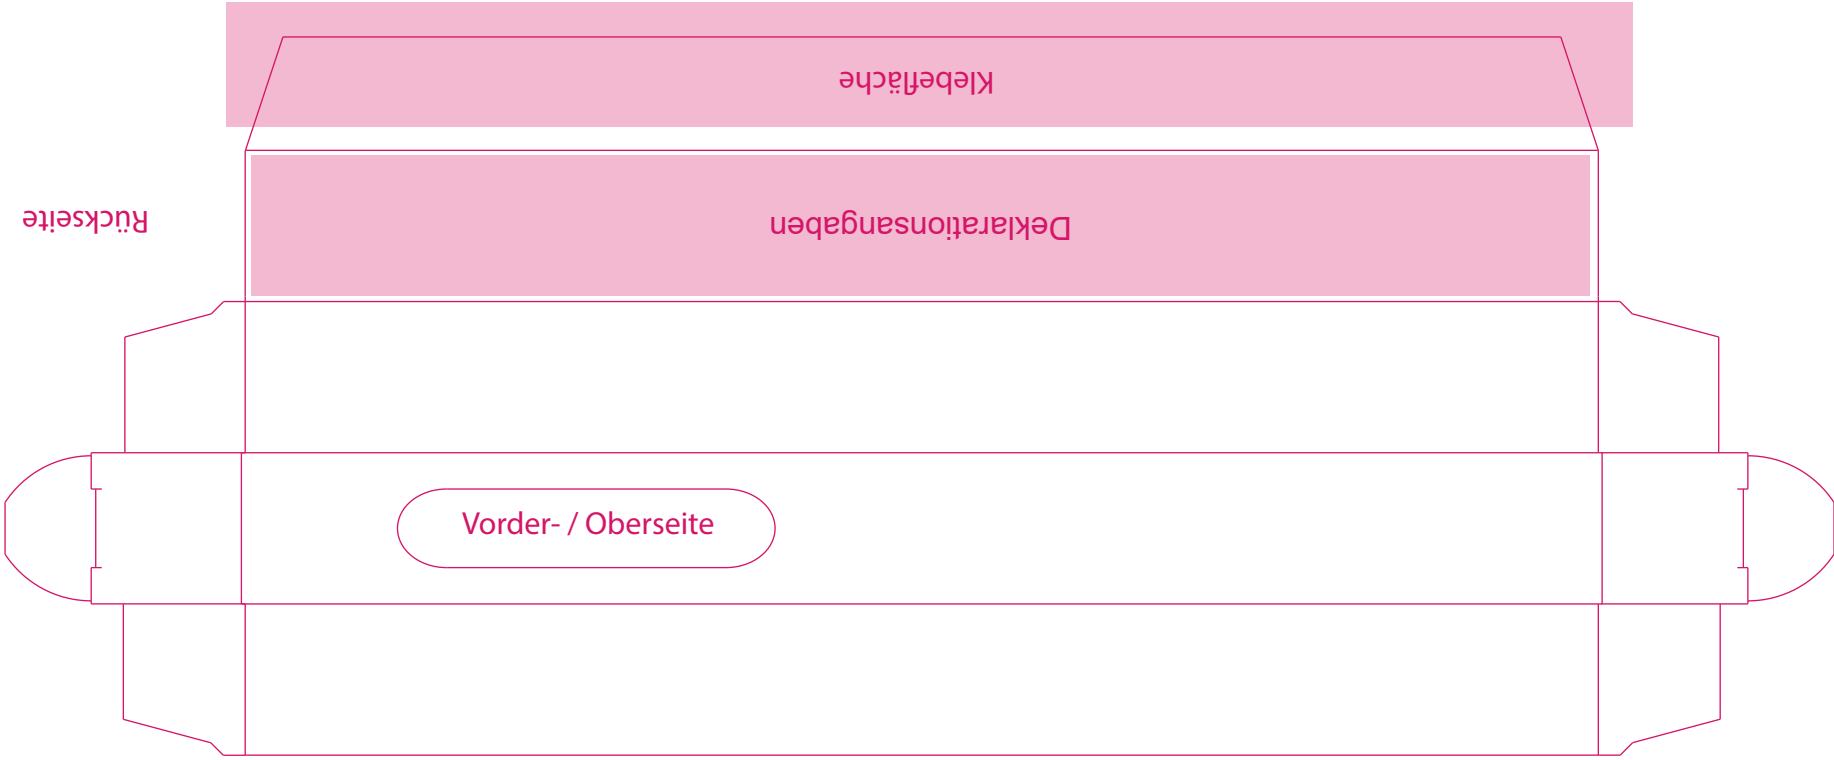 Klebefläche
Rückseite
Deklarationsangaben
Vorder- / Oberseite